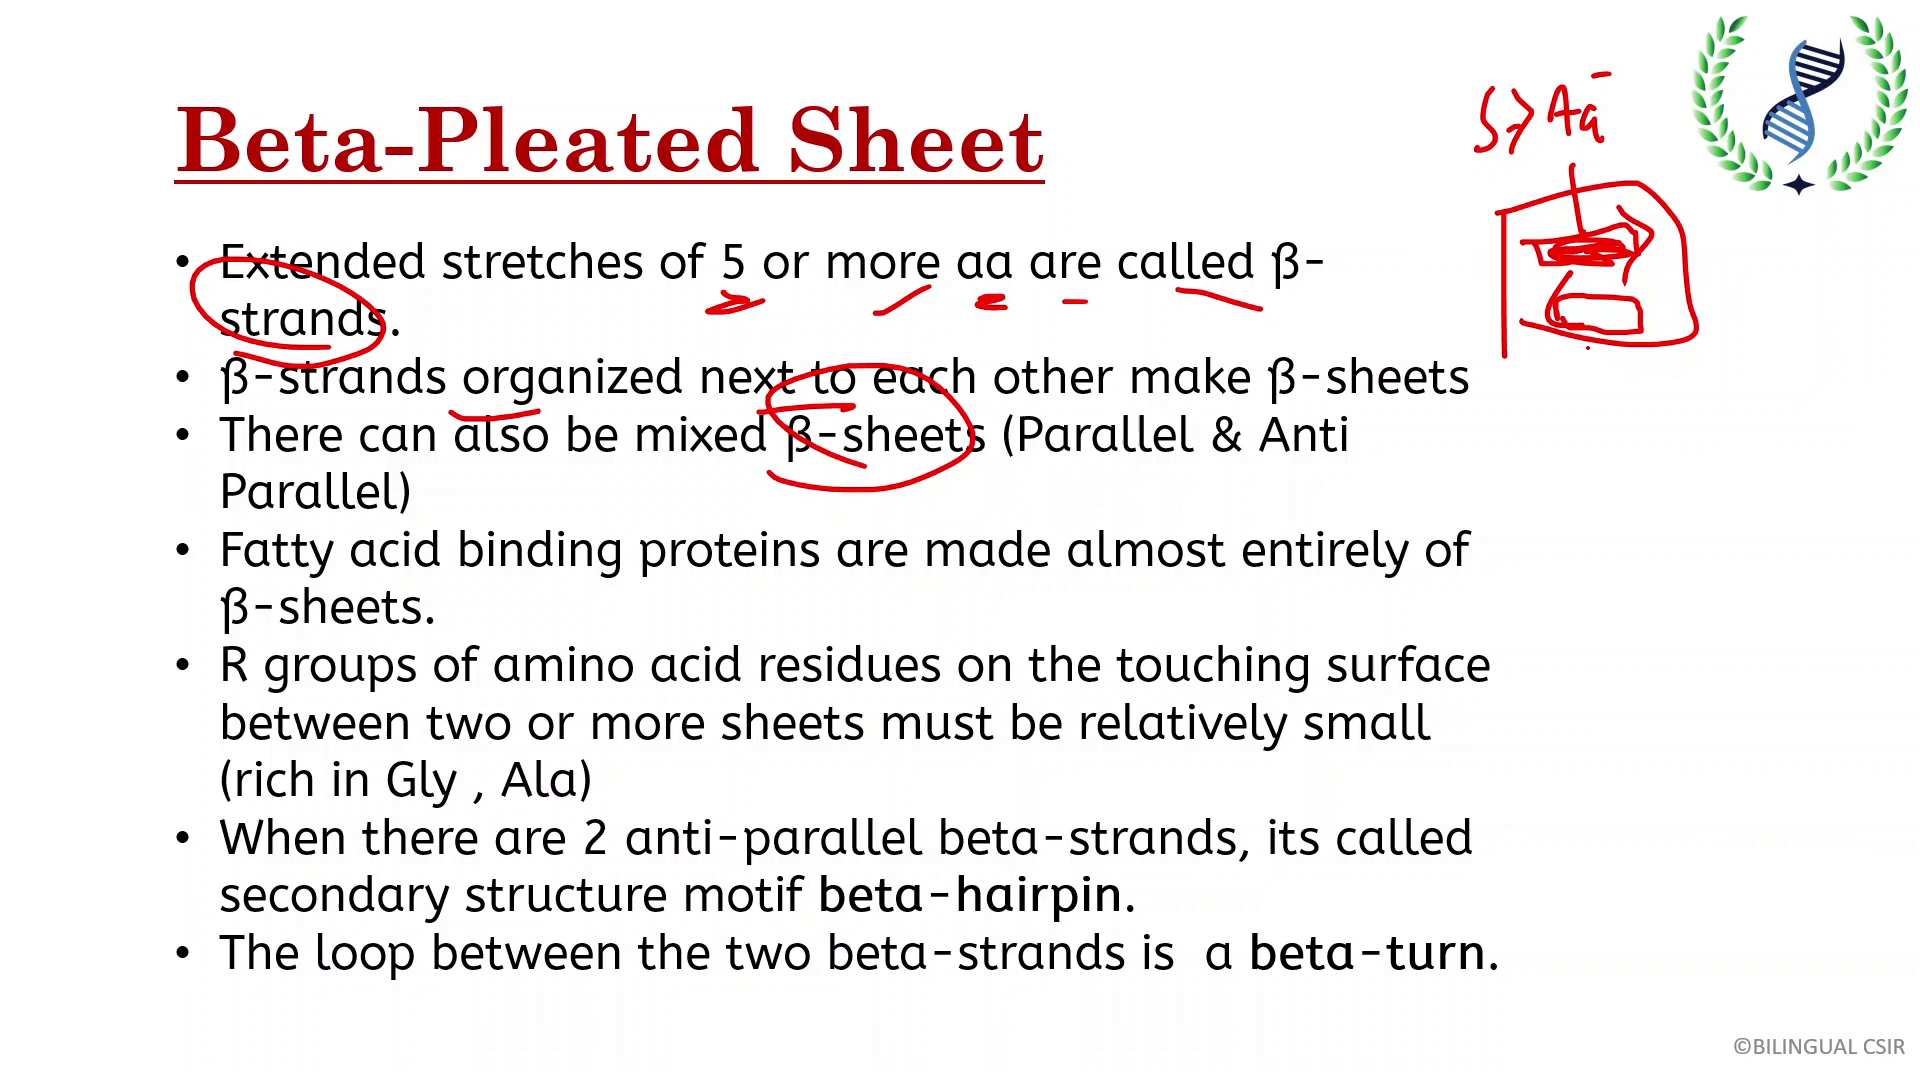 Beta-Pleated Sheet
• Extended stretches of 5 or more aa are called β-
strands.
• β-strands organized next to each other make β-sheets
• There can also be mixed β-sheets (Parallel & Anti
Parallel)
• Fatty acid binding proteins are made almost entirely of
β-sheets.
• R groups of amino acid residues on the touching surface
between two or more sheets must be relatively small
(rich in Gly , Ala)
• When there are 2 anti-parallel beta-strands, its called
secondary structure motif beta-hairpin.
• The loop between the two beta-strands is  a beta-turn.
©BILINGUAL CSIR